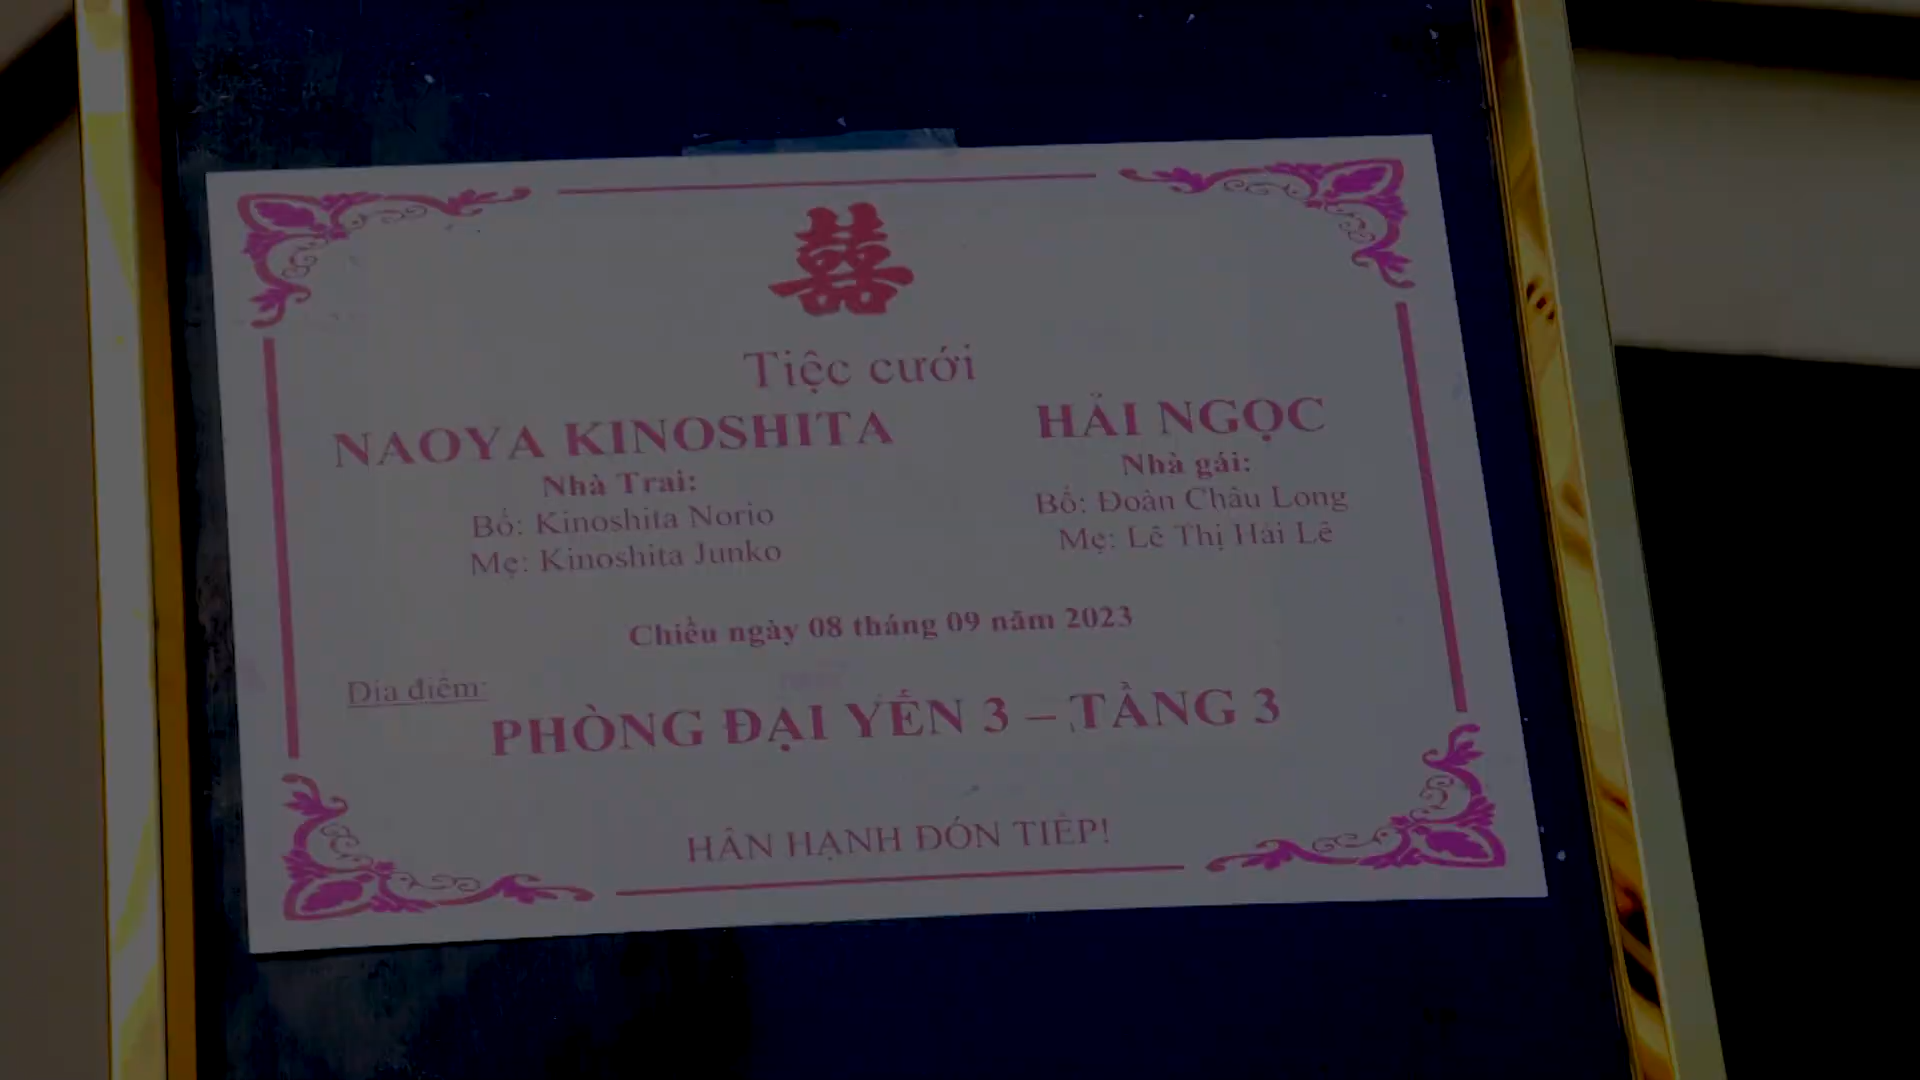 囍
Tiệc cưới
NAOYA KINOSHITA
Nhà Trai:
Bố: Kinoshita Norio
Mẹ: Kinoshita Junko
HẢI NGỌC
Nhà gái:
Bố: Đoàn Châu Long
Mẹ: Lê Thị Hải Lê
Chiều ngày 08 tháng 09 năm 2023
Địa điểm:
PHÒNG ĐẠI YẾN 3 – TẦNG 3
HÂN HẠNH ĐÓN TIẾP!